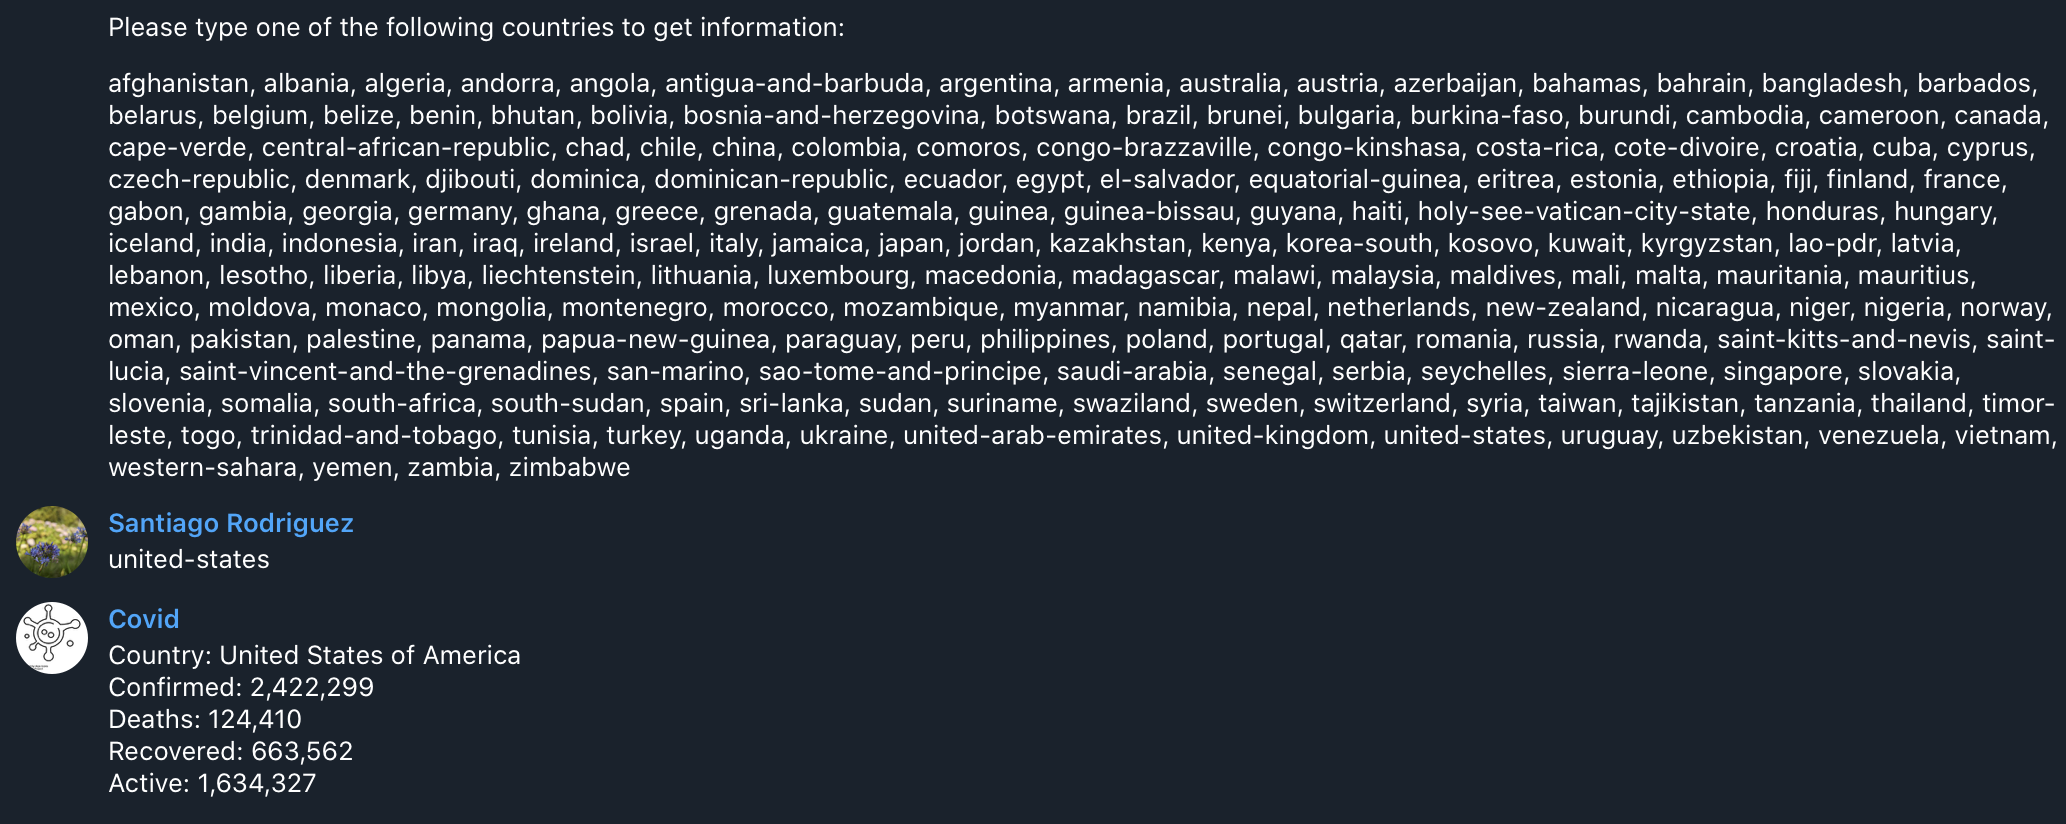 Please type one of the following countries to get information:
afghanistan, albania, algeria, andorra, angola, antigua-and-barbuda, argentina, armenia, australia, austria, azerbaijan, bahamas, bahrain, bangladesh, barbados,
belarus, belgium, belize, benin, bhutan, bolivia, bosnia-and-herzegovina, botswana, brazil, brunei, bulgaria, burkina-faso, burundi, cambodia, cameroon, canada,
cape-verde, central-african-republic, chad, chile, china, colombia, comoros, congo-brazzaville, congo-kinshasa, costa-rica, cote-divoire, croatia, cuba, cyprus,
czech-republic, denmark, djibouti, dominica, dominican-republic, ecuador, egypt, el-salvador, equatorial-guinea, eritrea, estonia, ethiopia, fiji, finland, france,
gabon, gambia, georgia, germany, ghana, greece, grenada, guatemala, guinea, guinea-bissau, guyana, haiti, holy-see-vatican-city-state, honduras, hungary,
iceland, india, indonesia, iran, iraq, ireland, israel, italy, jamaica, japan, jordan, kazakhstan, kenya, korea-south, kosovo, kuwait, kyrgyzstan, lao-pdr, latvia,
lebanon, lesotho, liberia, libya, liechtenstein, lithuania, luxembourg, macedonia, madagascar, malawi, malaysia, maldives, mali, malta, mauritania, mauritius,
mexico, moldova, monaco, mongolia, montenegro, morocco, mozambique, myanmar, namibia, nepal, netherlands, new-zealand, nicaragua, niger, nigeria, norway,
oman, pakistan, palestine, panama, papua-new-guinea, paraguay, peru, philippines, poland, portugal, qatar, romania, russia, rwanda, saint-kitts-and-nevis, saint-
lucia, saint-vincent-and-the-grenadines, san-marino, sao-tome-and-principe, saudi-arabia, senegal, serbia, seychelles, sierra-leone, singapore, slovakia,
slovenia, somalia, south-africa, south-sudan, spain, sri-lanka, sudan, suriname, swaziland, sweden, switzerland, syria, taiwan, tajikistan, tanzania, thailand, timor-
leste, togo, trinidad-and-tobago, tunisia, turkey, uganda, ukraine, united-arab-emirates, united-kingdom, united-states, uruguay, uzbekistan, venezuela, vietnam,
western-sahara, yemen, zambia, zimbabwe
Santiago Rodriguez
united-states
Covid
Country: United States of America
Confirmed: 2,422,299
Deaths: 124,410
Recovered: 663,562
Active: 1,634,327